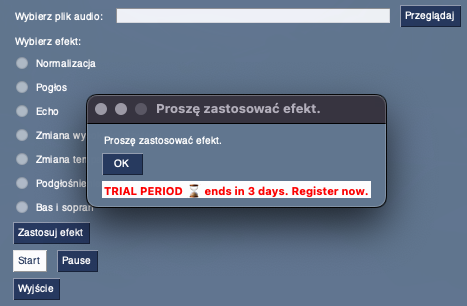 Wybierz plik audio:
Przeglądaj
Wybierz efekt:
Normalizacja
Pogłos
Echo
Proszę zastosować efekt.
Zmiana wy
Proszę zastosować efekt.
Zmiana tem
OK
Podgłośnie
TRIAL PERIOD ⌛ ends in 3 days. Register now.
Bas i sopran
Zastosuj efekt
Start
Pause
Wyjście